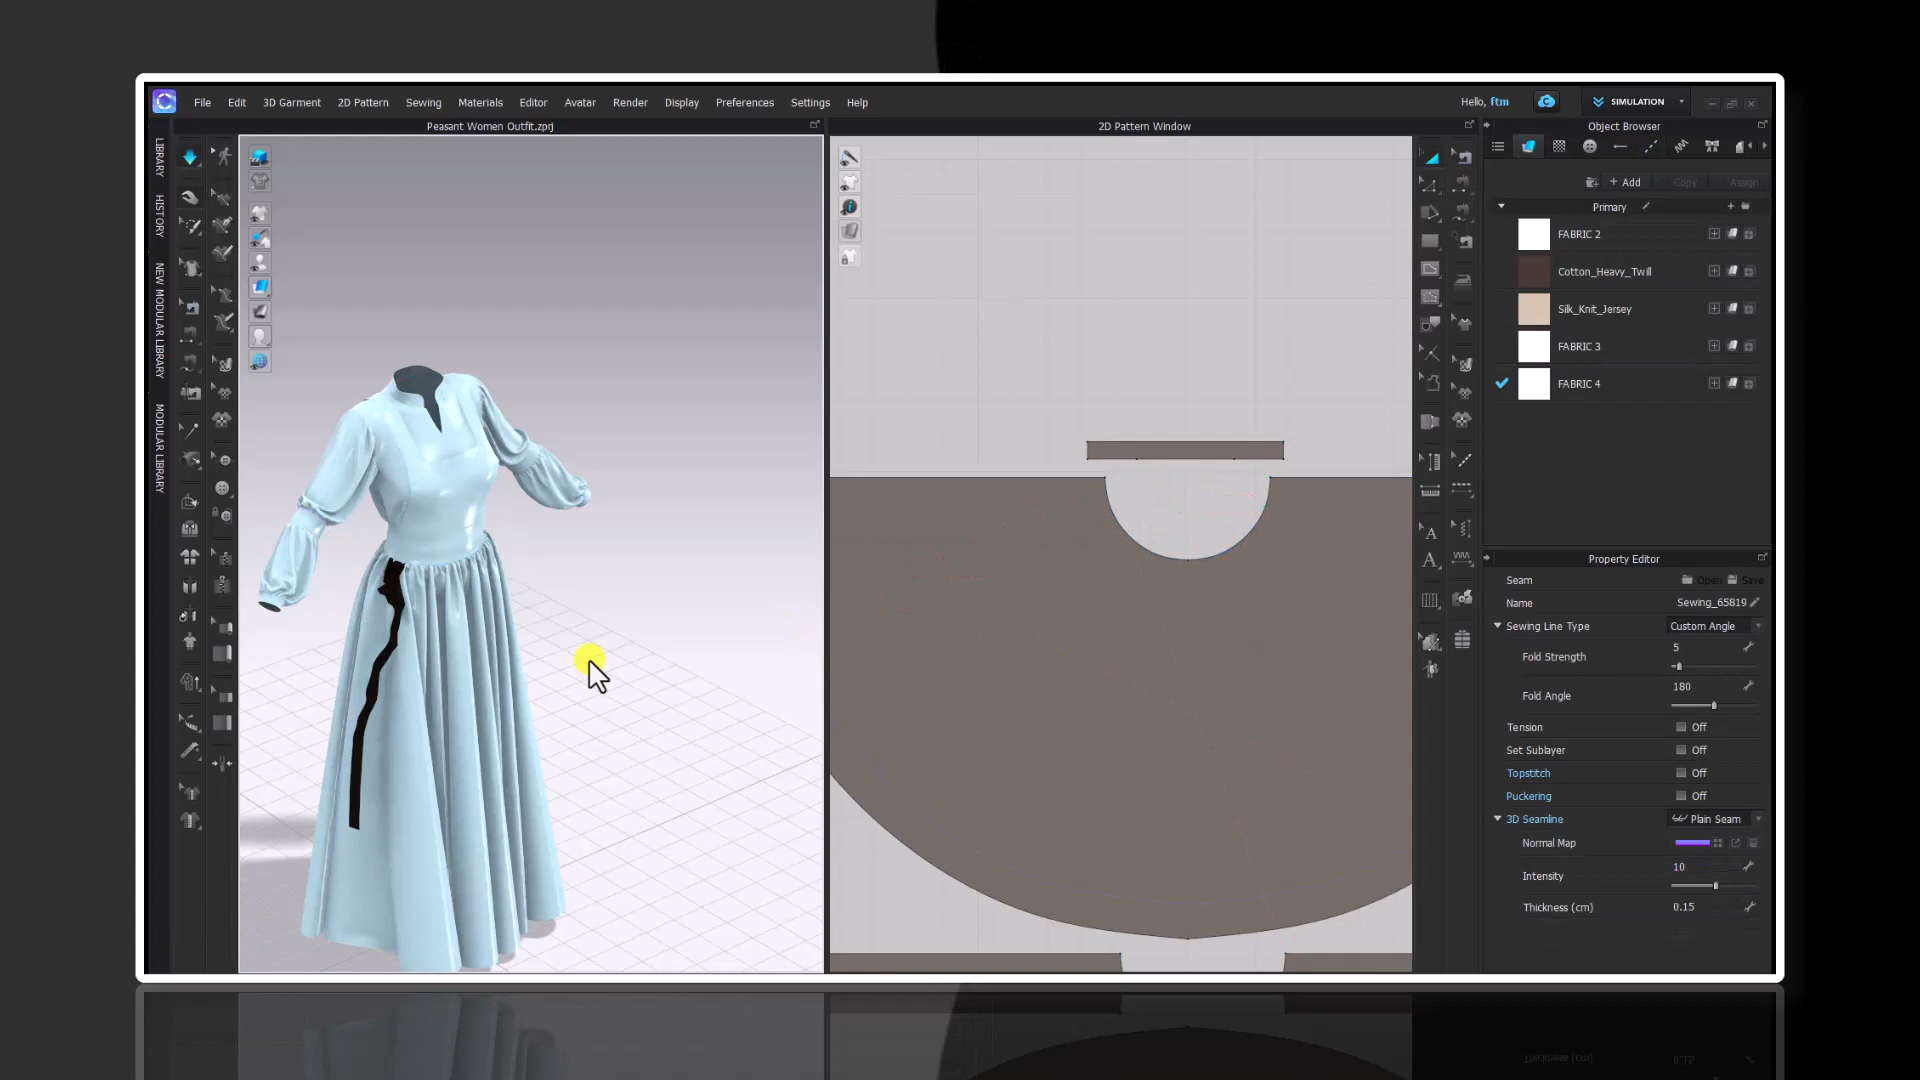 File Edit 3D Garment 2D Pattern Sewing Materials Editor Avatar Render Display Preferences Settings Help
Hello, ftm
SIMULATION
Peasant Women Outfit.zprj
2D Pattern Window
Object Browser
LIBRARY
HISTORY
NEW MODULAR LIBRARY
MODULAR LIBRARY
+ Add Copy Assign
Primary
FABRIC 2
Cotton_Heavy_Twill
Silk_Knit_Jersey
FABRIC 3
FABRIC 4
Property Editor
Seam Open Save
Name Sewing_65819
Sewing Line Type Custom Angle
Fold Strength 5
Fold Angle 180
Tension Off
Set Sublayer Off
Topstitch Off
Puckering Off
3D Seamline Plain Seam
Normal Map
Intensity 10
Thickness (cm) 0.15